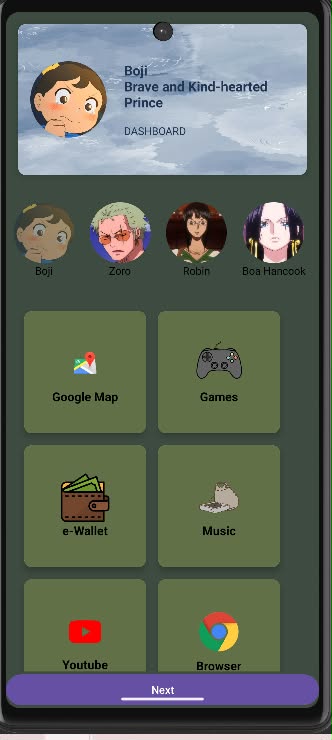 Boji
Brave and Kind-hearted
Prince
DASHBOARD
Boji Zoro Robin Boa Hancook
Google Map Games
e-Wallet Music
Youtube Browser
Next